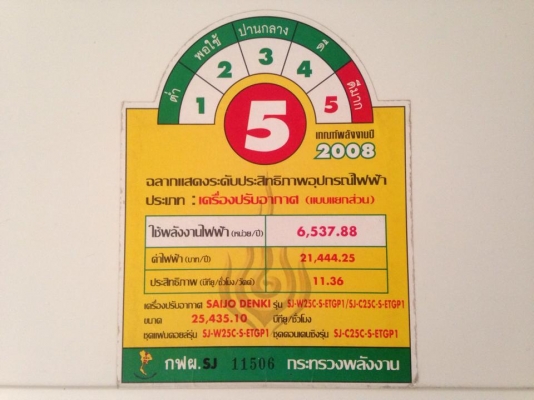 ต่ำ พอใช้ ปานกลาง ดี ดีมาก
1 2 3 4 5
5
เกณฑ์พลังงานปี
2008
ฉลากแสดงระดับประสิทธิภาพอุปกรณ์ไฟฟ้า
ประเภท : เครื่องปรับอากาศ (แบบแยกส่วน)
ใช้พลังงานไฟฟ้า (หน่วย/ปี) 6,537.88
ค่าไฟฟ้า (บาท/ปี) 21,444.25
ประสิทธิภาพ (บีทียู/ชั่วโมง/วัตต์) 11.36
เครื่องปรับอากาศ SAIJO DENKI รุ่น SJ-W25C-S-ETGP1/SJ-C25C-S-ETGP1
ขนาด 25,435.10 บีทียู/ชั่วโมง
ชุดแฟนคอยล์รุ่น SJ-W25C-S-ETGP1 ชุดคอนเดนซิ่งรุ่น SJ-C25C-S-ETGP1
กฟผ. SJ 11506 กระทรวงพลังงาน